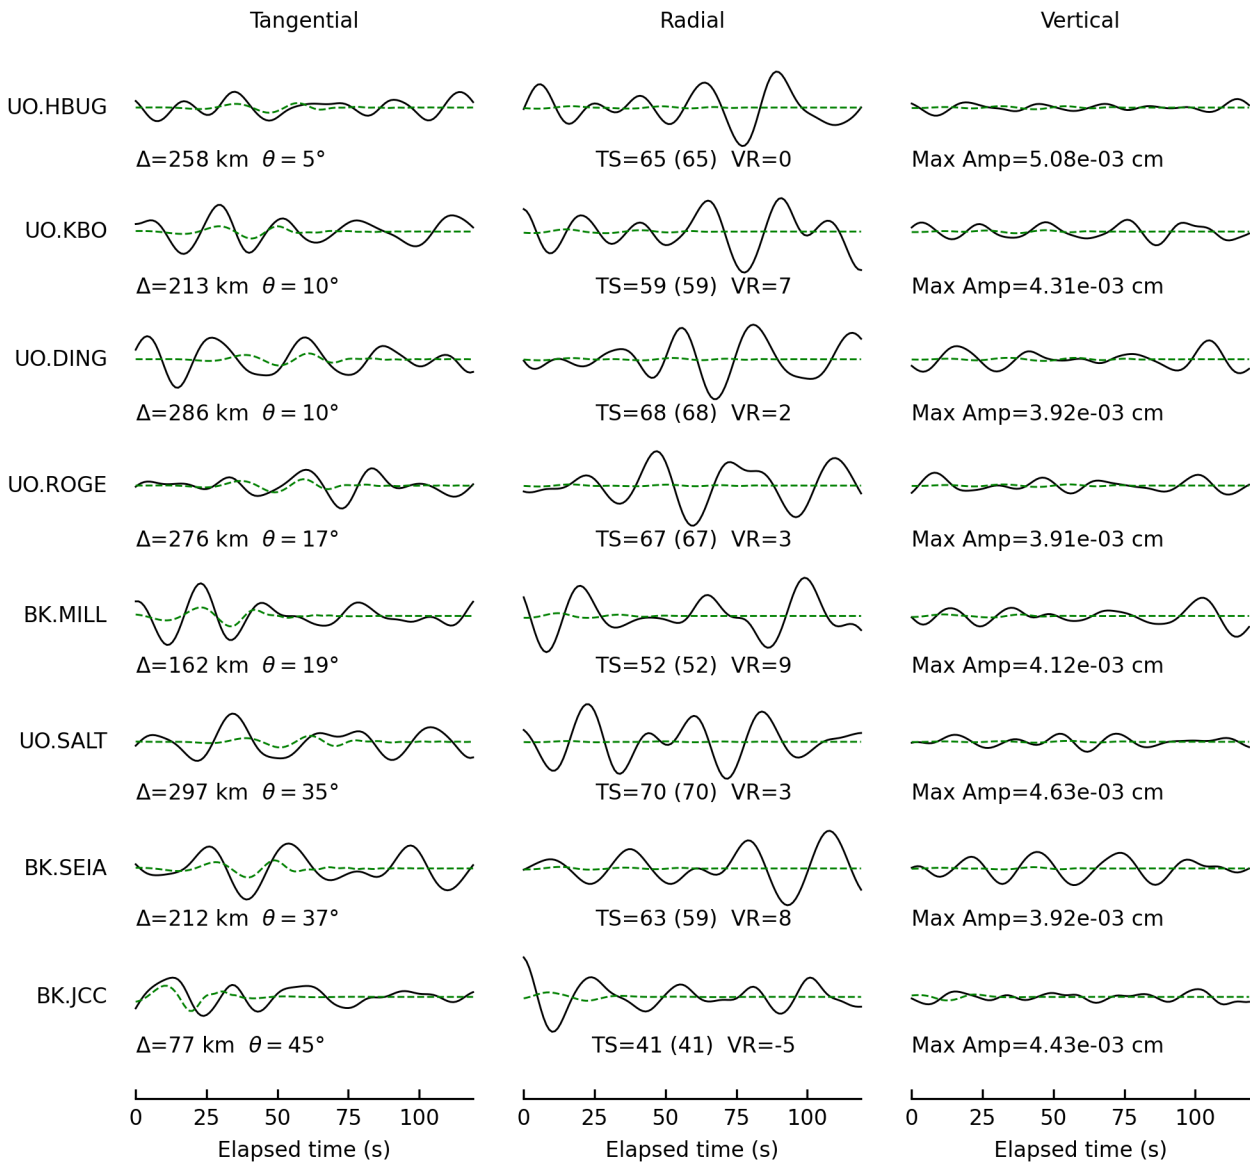 Tangential Radial Vertical
UO.HBUG
Δ=258 km θ = 5° TS=65 (65) VR=0 Max Amp=5.08e-03 cm
UO.KBO
Δ=213 km θ = 10° TS=59 (59) VR=7 Max Amp=4.31e-03 cm
UO.DING
Δ=286 km θ = 10° TS=68 (68) VR=2 Max Amp=3.92e-03 cm
UO.ROGE
Δ=276 km θ = 17° TS=67 (67) VR=3 Max Amp=3.91e-03 cm
BK.MILL
Δ=162 km θ = 19° TS=52 (52) VR=9 Max Amp=4.12e-03 cm
UO.SALT
Δ=297 km θ = 35° TS=70 (70) VR=3 Max Amp=4.63e-03 cm
BK.SEIA
Δ=212 km θ = 37° TS=63 (59) VR=8 Max Amp=3.92e-03 cm
BK.JCC
Δ=77 km θ = 45° TS=41 (41) VR=-5 Max Amp=4.43e-03 cm
0 25 50 75 100 0 25 50 75 100 0 25 50 75 100
Elapsed time (s) Elapsed time (s) Elapsed time (s)